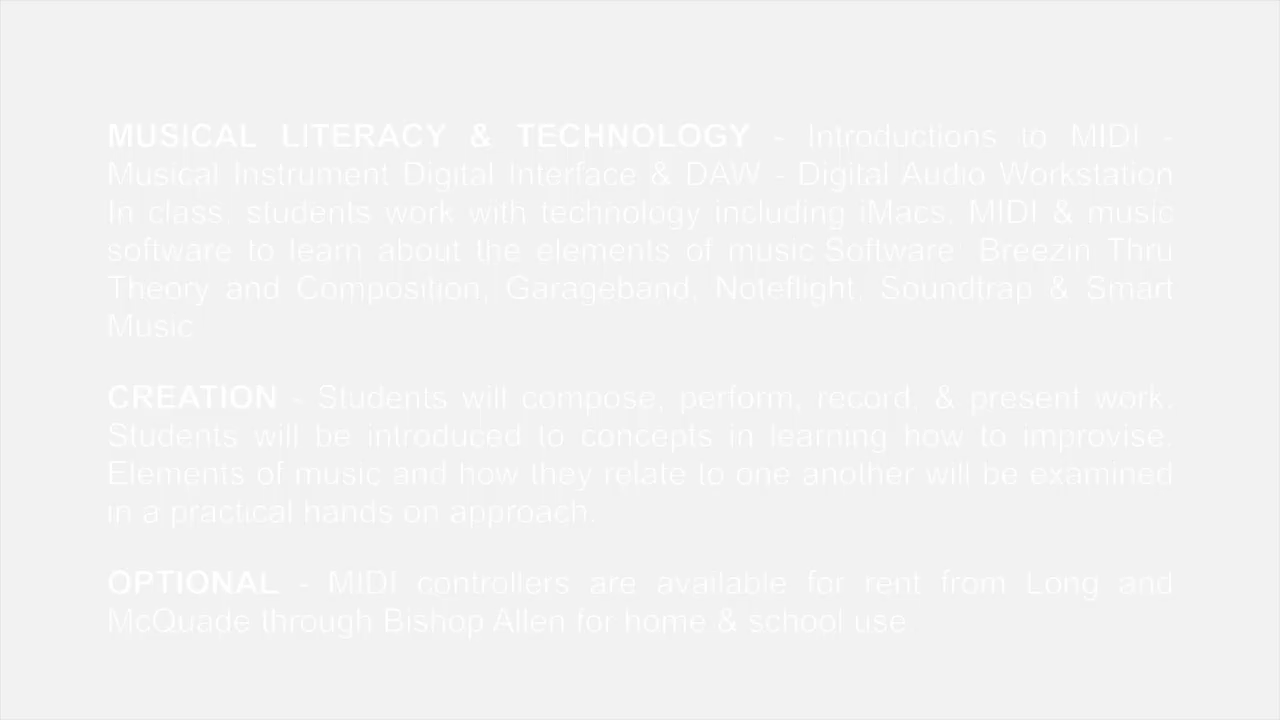 MUSICAL LITERACY & TECHNOLOGY - Introductions to MIDI -
Musical Instrument Digital Interface & DAW - Digital Audio Workstation
In class, students work with technology including iMacs, MIDI & music
software to learn about the elements of music Software: Breezin Thru
Theory and Composition, Garageband, Noteflight, Soundtrap & Smart
Music
CREATION - Students will compose, perform, record, & present work.
Students will be introduced to concepts in learning how to improvise.
Elements of music and how they relate to one another will be examined
in a practical hands on approach.
OPTIONAL - MIDI controllers are available for rent from Long and
McQuade through Bishop Allen for home & school use